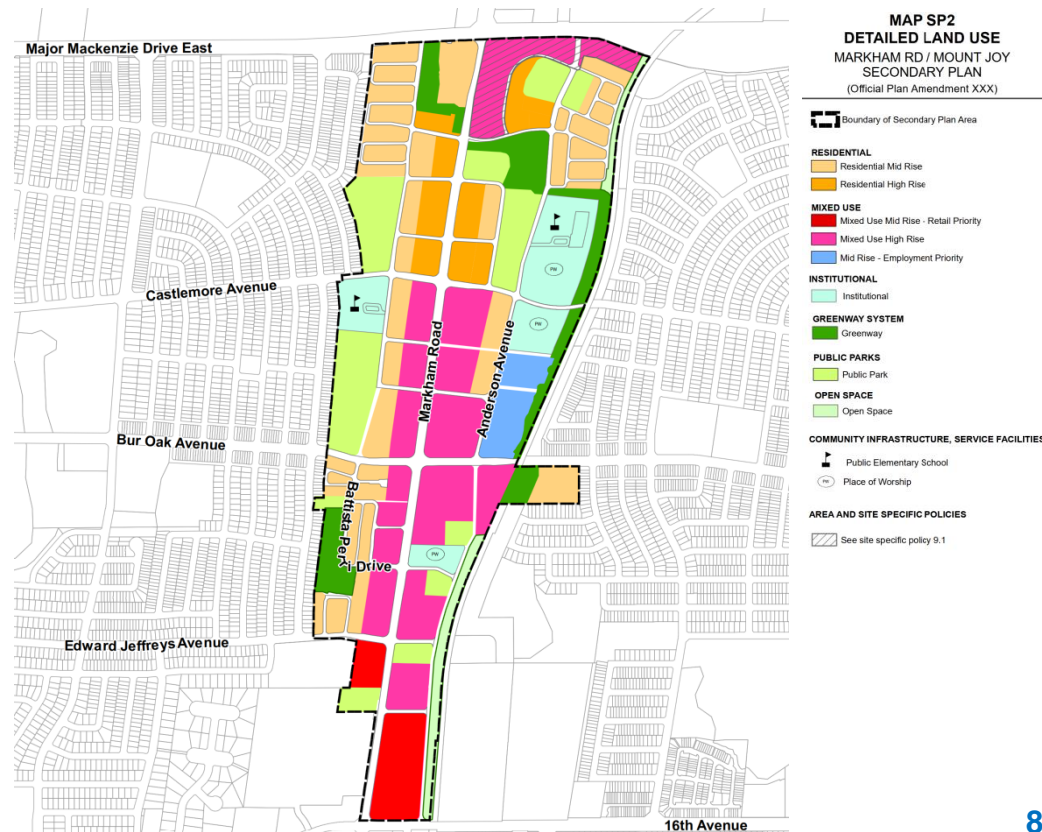 MAP SP2
DETAILED LAND USE
MARKHAM RD / MOUNT JOY
SECONDARY PLAN
(Official Plan Amendment XXX)
Boundary of Secondary Plan Area
RESIDENTIAL
Residential Mid Rise
Residential High Rise
MIXED USE
Mixed Use Mid Rise - Retail Priority
Mixed Use High Rise
Mid Rise - Employment Priority
INSTITUTIONAL
Institutional
GREENWAY SYSTEM
Greenway
PUBLIC PARKS
Public Park
OPEN SPACE
Open Space
COMMUNITY INFRASTRUCTURE, SERVICE FACILITIES
Public Elementary School
PW
Place of Worship
AREA AND SITE SPECIFIC POLICIES
See site specific policy 9.1
Major Mackenzie Drive East
PW
Castlemore Avenue
PW
Markham Road
Anderson Avenue
Bur Oak Avenue
Battista Perri Drive
PW
Edward Jeffreys Avenue
16th Avenue
8